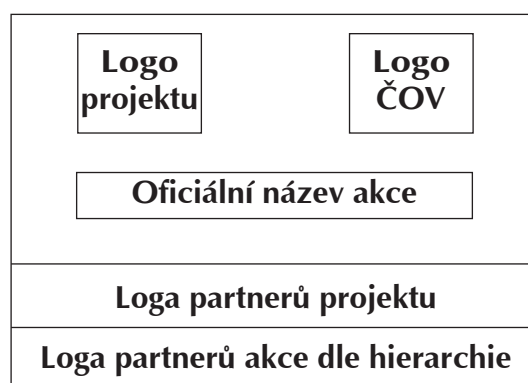 Logo
projektu
Logo
ČOV
Oficiální název akce
Loga partnerů projektu
Loga partnerů akce dle hierarchie